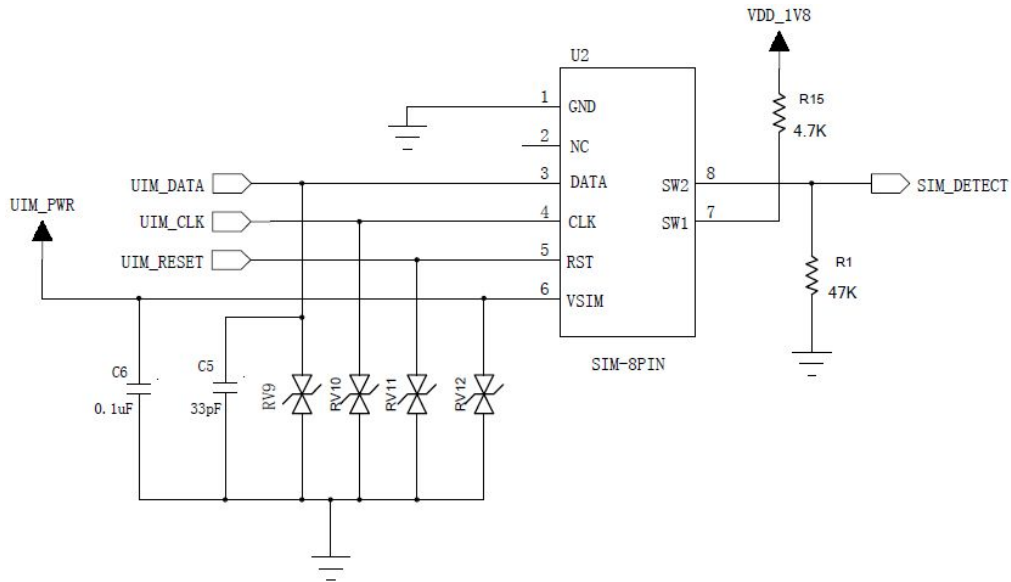 VDD_1V8
U2
R15
4.7K
1
GND
2
NC
UIM_DATA
3
DATA
SW2
8
SIM_DETECT
UIM_PWR
UIM_CLK
4
CLK
SW1
7
UIM_RESET
5
RST
R1
47K
6
VSIM
SIM-8PIN
C6
0.1uF
C5
33pF
RV9
RV10
RV11
RV12